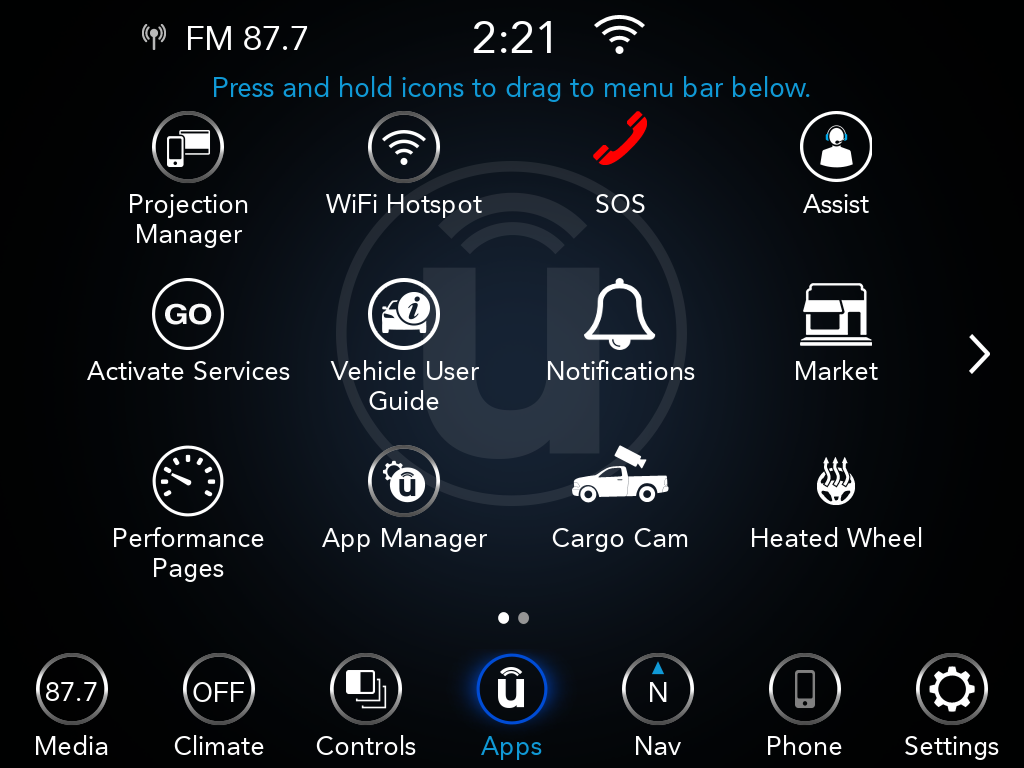 FM 87.7
2:21
Press and hold icons to drag to menu bar below.
Projection Manager
WiFi Hotspot
SOS
Assist
GO
Activate Services
Vehicle User Guide
Notifications
Market
Performance Pages
u
App Manager
Cargo Cam
Heated Wheel
87.7
OFF
N
Media
Climate
Controls
Apps
Nav
Phone
Settings